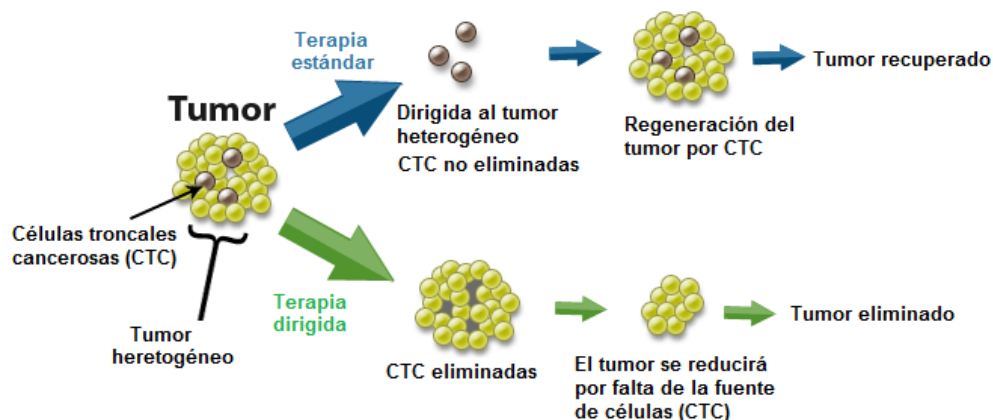 Terapia
estándar
Dirigida al tumor
heterogéneo
CTC no eliminadas
Regeneración del
tumor por CTC
Tumor recuperado
Tumor
Células troncales
cancerosas (CTC)
Tumor
heretogéneo
Terapia
dirigida
CTC eliminadas
El tumor se reducirá
por falta de la fuente
de células (CTC)
Tumor eliminado